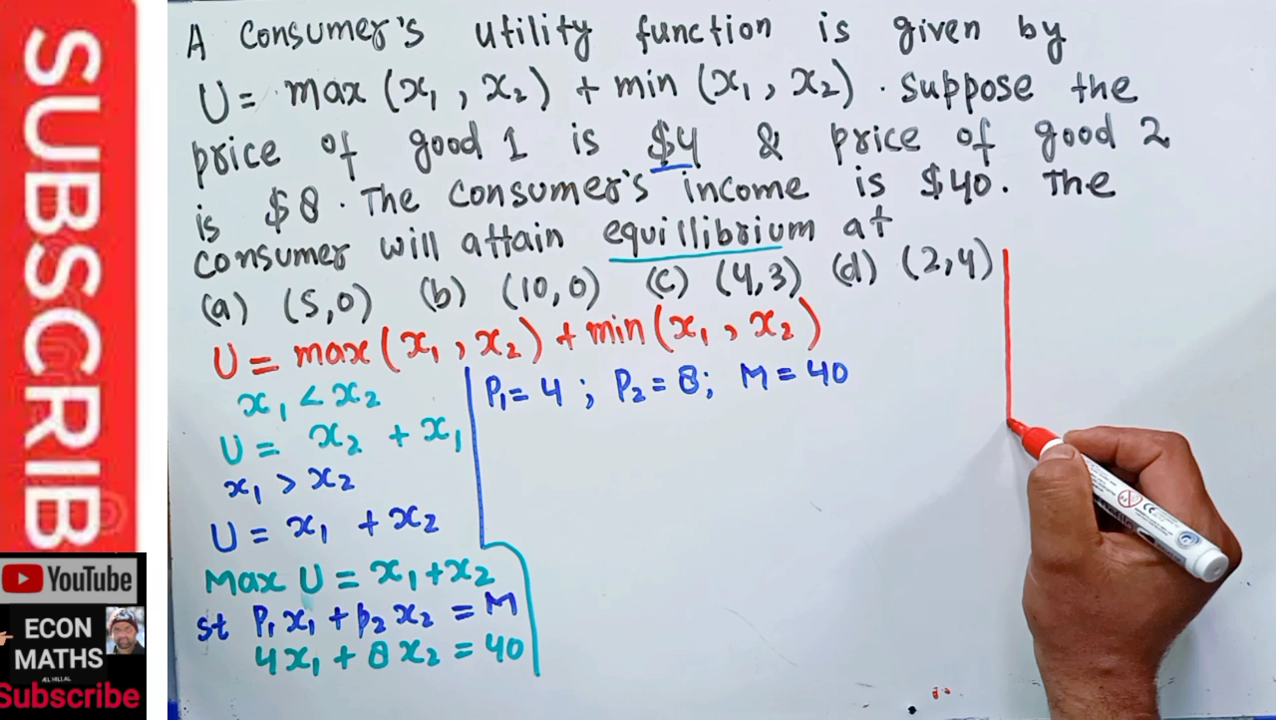 A Consumer's utility function is given by
U = max (x₁, x₂) + min (x₁, x₂). Suppose the
price of good 1 is $4 & price of good 2
is $8. The Consumer's income is $40. The
consumer will attain equillibrium at
(a) (5,0) (b) (10,0) (c) (4,3) (d) (2,4)
U = max (x₁, x₂) + min (x₁, x₂)
x₁ < x₂
U = x₂ + x₁
x₁ > x₂
U = x₁ + x₂
Max U = x₁ + x₂
st P₁x₁ + P₂x₂ = M
4x₁ + 8x₂ = 40
P₁ = 4 ; P₂ = 8; M = 40
SUBSCRIB
YouTube
ECON
MATHS
Subscribe